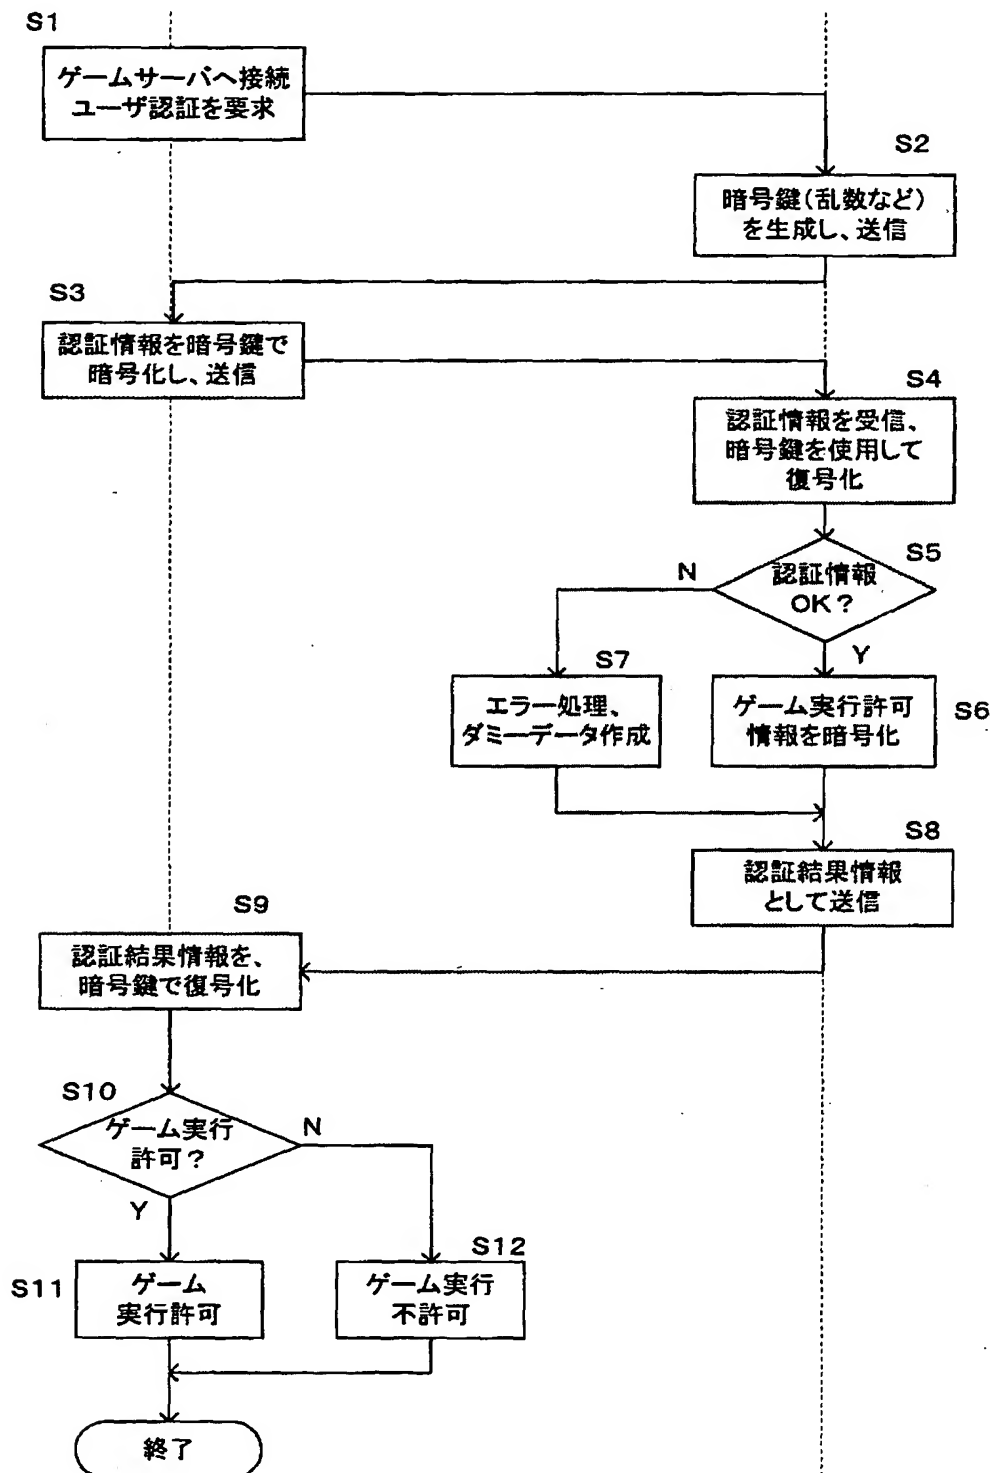 S1
ゲームサーバへ接続
ユーザ認証を要求
S2
暗号鍵(乱数など)
を生成し、送信
S3
認証情報を暗号鍵で
暗号化し、送信
S4
認証情報を受信、
暗号鍵を使用して
復号化
S5
認証情報
OK?
N
Y
S7
エラー処理、
ダミーデータ作成
S6
ゲーム実行許可
情報を暗号化
S8
認証結果情報
として送信
S9
認証結果情報を、
暗号鍵で復号化
S10
ゲーム実行
許可?
N
Y
S11
ゲーム
実行許可
S12
ゲーム実行
不許可
終了